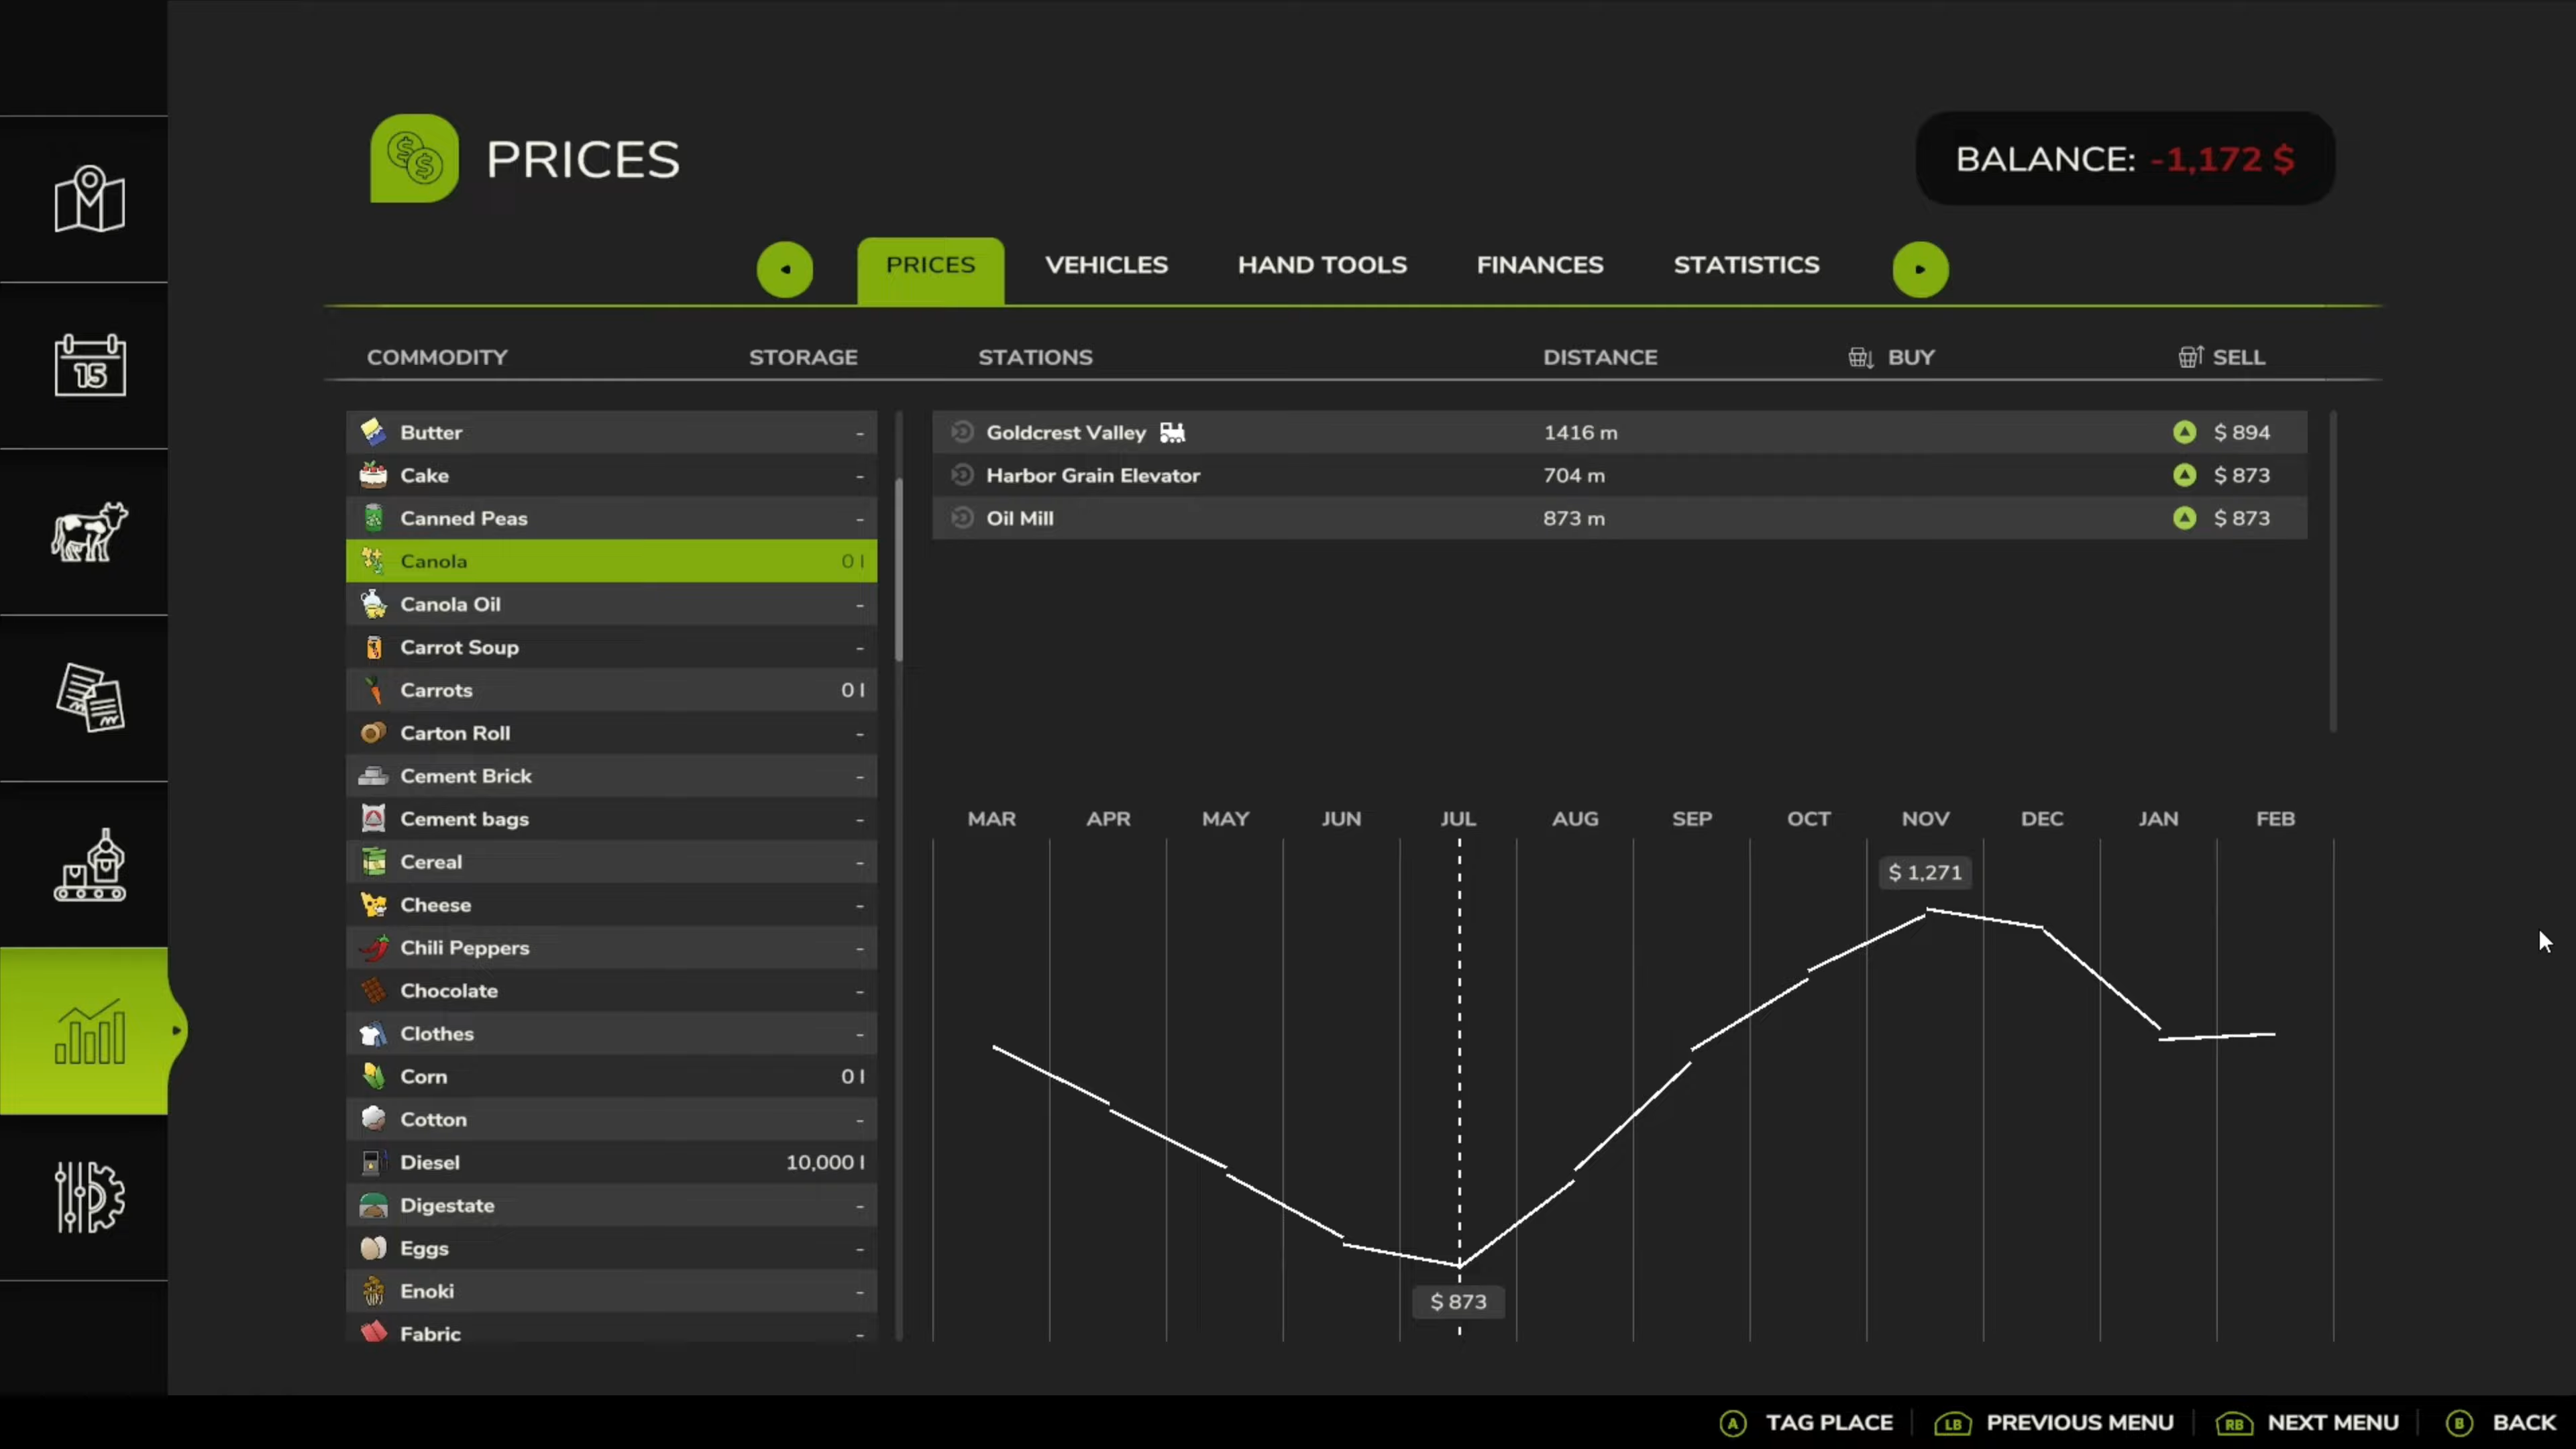 PRICES
BALANCE: -1,172 $
PRICES VEHICLES HAND TOOLS FINANCES STATISTICS
COMMODITY STORAGE STATIONS DISTANCE BUY SELL
15
Butter -
Cake -
Canned Peas -
Canola 0 l
Canola Oil -
Carrot Soup -
Carrots 0 l
Carton Roll -
Cement Brick -
Cement bags -
Cereal -
Cheese -
Chili Peppers -
Chocolate -
Clothes -
Corn 0 l
Cotton -
Diesel 10,000 l
Digestate -
Eggs -
Enoki -
Fabric -
Goldcrest Valley 1416 m $ 894
Harbor Grain Elevator 704 m $ 873
Oil Mill 873 m $ 873
MAR APR MAY JUN JUL AUG SEP OCT NOV DEC JAN FEB
$ 1,271
$ 873
A TAG PLACE LB PREVIOUS MENU RB NEXT MENU B BACK